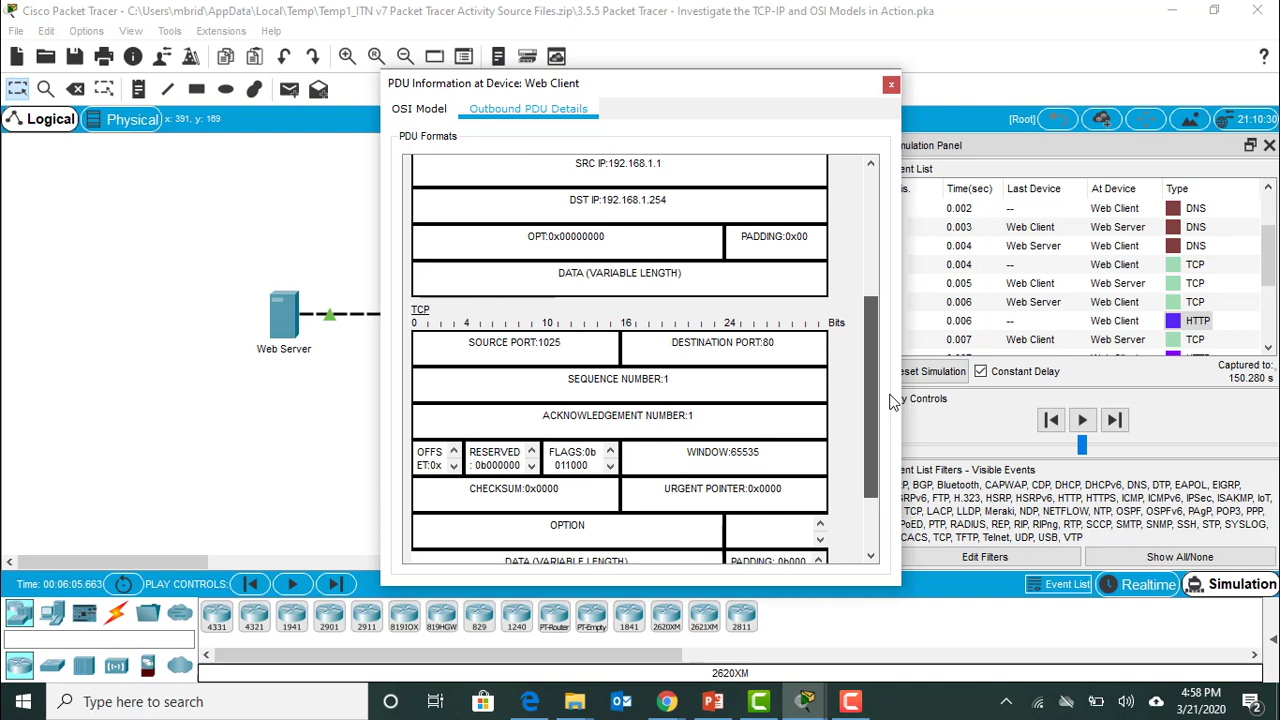 Cisco Packet Tracer - C:\Users\mbrid\AppData\Local\Temp\Temp1_ITN v7 Packet Tracer Activity Source Files.zip\3.5.5 Packet Tracer - Investigate the TCP-IP and OSI Models in Action.pka
File Edit Options View Tools Extensions Help
Logical Physical x: 391, y: 169 [Root] 21:10:30
PDU Information at Device: Web Client
OSI Model Outbound PDU Details
PDU Formats
SRC IP:192.168.1.1
DST IP:192.168.1.254
OPT:0x00000000 PADDING:0x00
DATA (VARIABLE LENGTH)
TCP
0 4 10 16 24 Bits
SOURCE PORT:1025 DESTINATION PORT:80
SEQUENCE NUMBER:1
ACKNOWLEDGEMENT NUMBER:1
OFFS RESERVED FLAGS:0b WINDOW:65535
ET:0x : 0b000000 011000
CHECKSUM:0x0000 URGENT POINTER:0x0000
OPTION
DATA (VARIABLE LENGTH) PADDING: 0b000
Web Server
imulation Panel
ent List
is. Time(sec) Last Device At Device Type
0.002 -- Web Client DNS
0.003 Web Client Web Server DNS
0.004 Web Server Web Client DNS
0.004 -- Web Client TCP
0.005 Web Client Web Server TCP
0.006 Web Server Web Client TCP
0.006 -- Web Client HTTP
0.007 Web Client Web Server TCP
eset Simulation Constant Delay Captured to:
150.280 s
y Controls
ent List Filters - Visible Events
P, BGP, Bluetooth, CAPWAP, CDP, DHCP, DHCPv6, DNS, DTP, EAPOL, EIGRP,
GRPv6, FTP, H.323, HSRP, HSRPv6, HTTP, HTTPS, ICMP, ICMPv6, IPSec, ISAKMP, IoT,
TCP, LACP, LLDP, Meraki, NDP, NETFLOW, NTP, OSPF, OSPFv6, PAgP, POP3, PPP,
PoED, PTP, RADIUS, REP, RIP, RIPng, RTP, SCCP, SMTP, SNMP, SSH, STP, SYSLOG,
CACS, TCP, TFTP, Telnet, UDP, USB, VTP
Edit Filters Show All/None
Time: 00:06:05.663 PLAY CONTROLS: Event List Realtime Simulation
4331 4321 1941 2901 2911 819IOX 819HGW 829 1240 PT-Router PT-Empty 1841 2620XM 2621XM 2811
2620XM
Type here to search
4:58 PM
3/21/2020
2